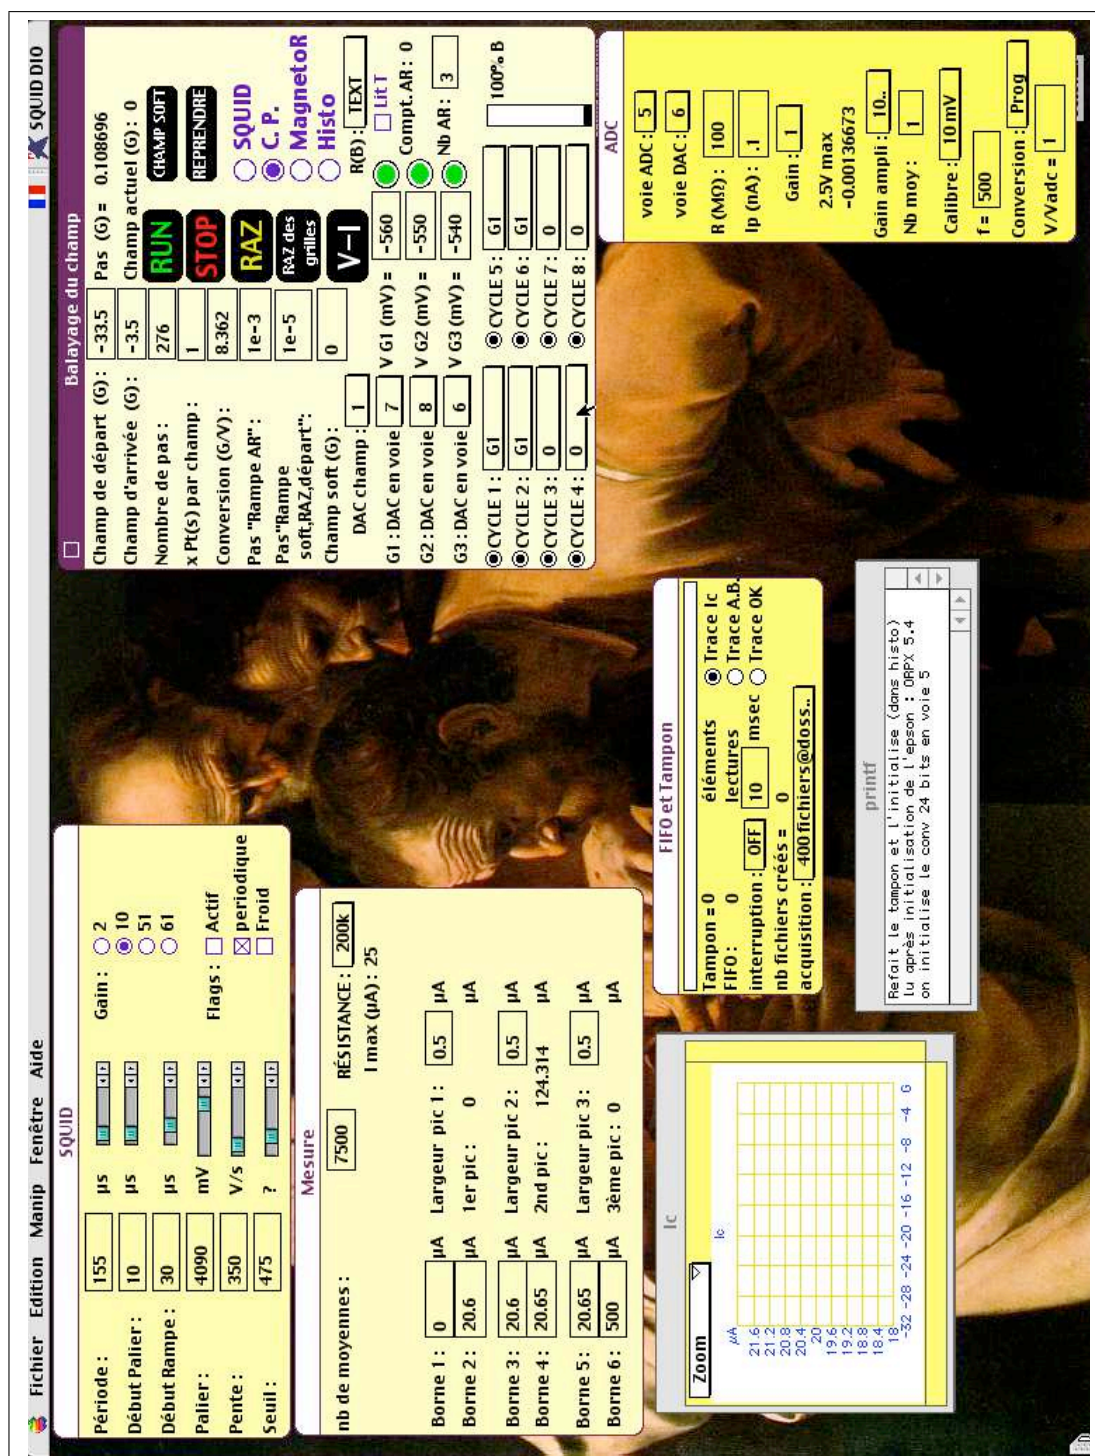 Fichier Edition Manip Fenêtre Aide
SQUID DIO
SQUID
Période : 155 µs
Début Palier : 10 µs
Début Rampe : 30 µs
Palier : 4090 mV
Pente : 350 V/s
Seuil : 475 ?
Gain : 2
10
51
61
Flags : Actif
periodique
Froid
Mesure
nb de moyennes : 7500 RÉSISTANCE : 200k
I max (µA) : 25
Borne 1 : 0 µA Largeur pic 1 : 0.5 µA
Borne 2 : 20.6 µA 1er pic : 0 µA
Borne 3 : 20.6 µA Largeur pic 2 : 0.5 µA
Borne 4 : 20.65 µA 2nd pic : 124.314 µA
Borne 5 : 20.65 µA Largeur pic 3 : 0.5 µA
Borne 6 : 500 µA 3ème pic : 0 µA
Ic
Zoom
Ic
µA
21.6
21.2
20.8
20.4
20
19.6
19.2
18.8
18.4
18
-32 -28 -24 -20 -16 -12 -8 -4 G
FIFO et Tampon
Tampon = 0 éléments
FIFO : 0 lectures
interruption : OFF 10 msec
nb fichiers créés = 0
acquisition : 400 fichiers@doss..
Trace Ic
Trace A.B.
Trace OK
printf
Refait le tampon et l'initialise (dans histo)
lu après initialisation de l'epson : ORPX 5.4
on initialise le conv 24 bits en voie 5
Balayage du champ
Champ de départ (G) : -33.5 Pas (G) = 0.108696
Champ d'arrivée (G) : -3.5 Champ actuel (G) : 0
Nombre de pas : 276 RUN CHAMP SOFT
x Pt(s) par champ : 1 STOP REPRENDRE
Conversion (G/V) : 8.362 RAZ
Pas "Rampe AR" : 1e-3 RAZ des grilles
Pas "Rampe soft,RAZ,départ": 1e-5 V-I
Champ soft (G) : 0
SQUID
C. P.
MagnetoR
Histo
DAC champ : 1 R(B) : TEXT
Lit T
G1 : DAC en voie 7 V G1 (mV) = -560
G2 : DAC en voie 8 V G2 (mV) = -550 Compt. AR : 0
G3 : DAC en voie 6 V G3 (mV) = -540 Nb AR : 3
CYCLE 1 : G1 CYCLE 5 : G1
CYCLE 2 : G1 CYCLE 6 : G1
CYCLE 3 : 0 CYCLE 7 : 0
CYCLE 4 : 0 CYCLE 8 : 0
100% B
ADC
voie ADC : 5
voie DAC : 6
R (MΩ) : 100
Ip (nA) : .1
Gain : 1
2.5V max
-0.00136673
Gain ampli : 10..
Nb moy : 1
Calibre : 10 mV
f = 500
Conversion : Prog
V/Vadc = 1